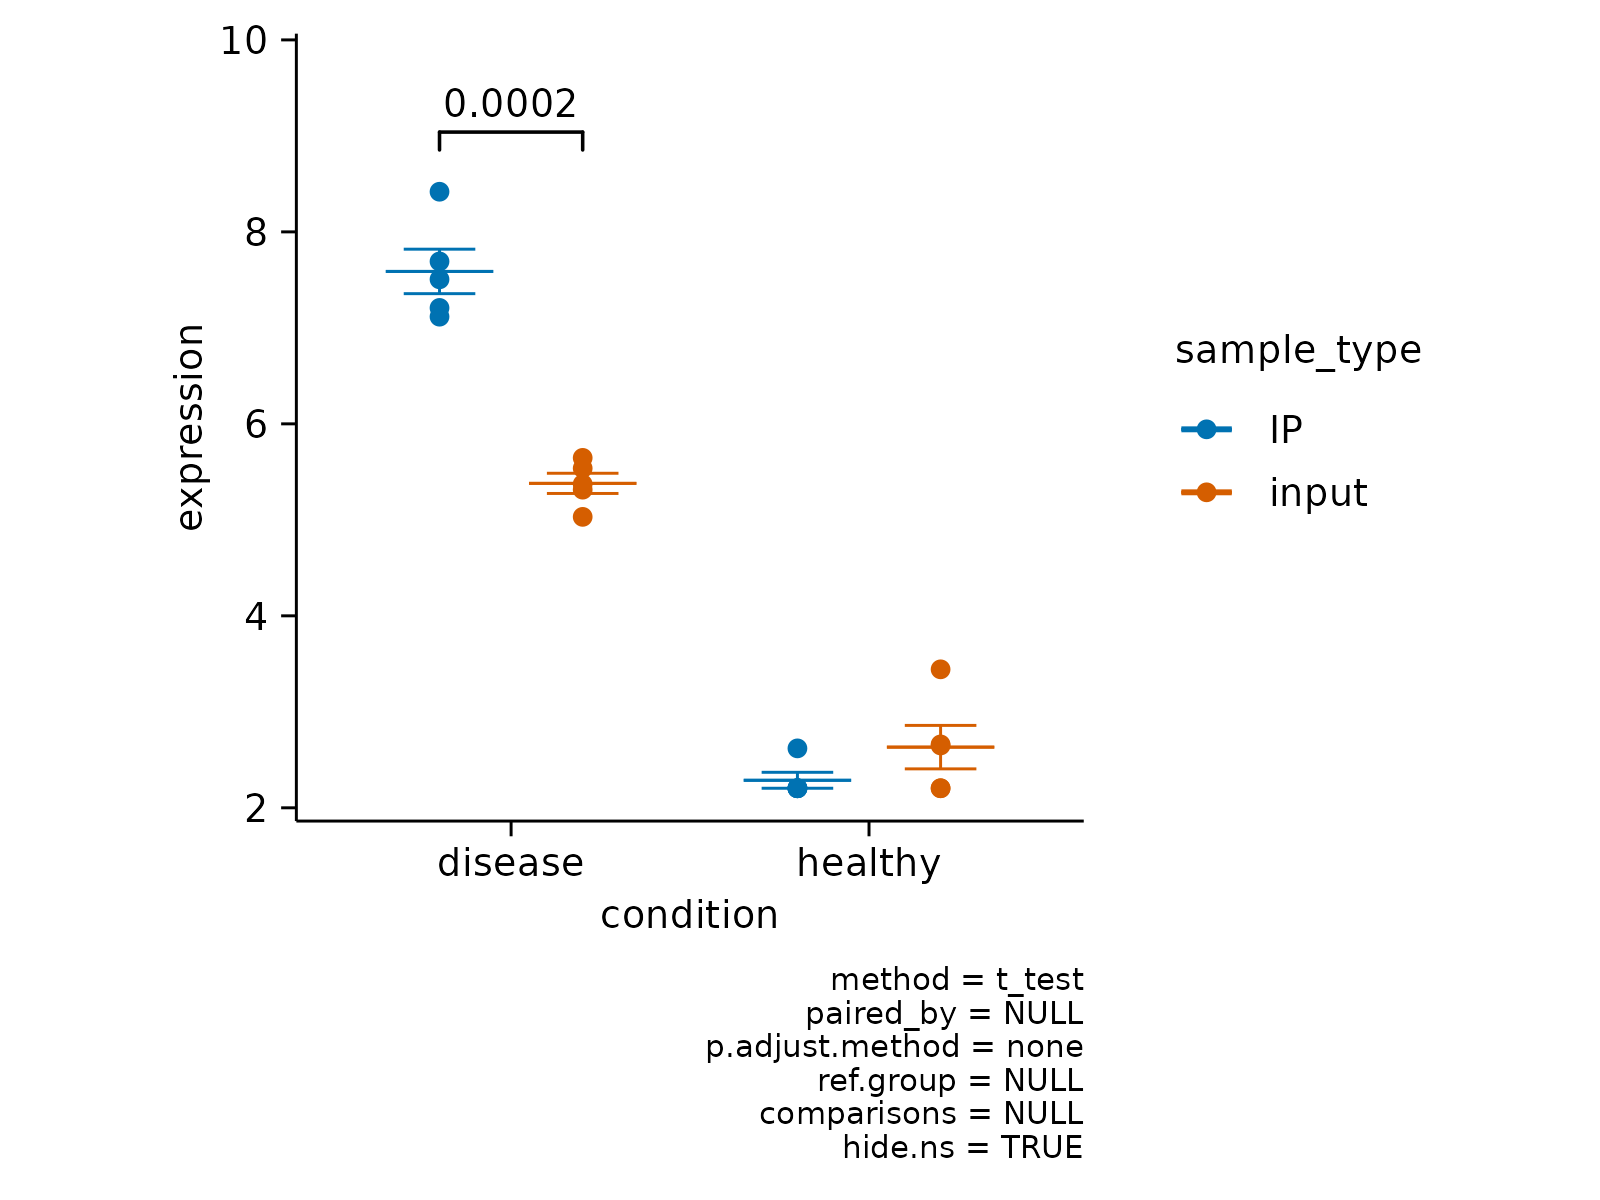 10
0.0002
8
6
4
2
expression
disease
healthy
condition
sample_type
IP
input
method = t_test
paired_by = NULL
p.adjust.method = none
ref.group = NULL
comparisons = NULL
hide.ns = TRUE